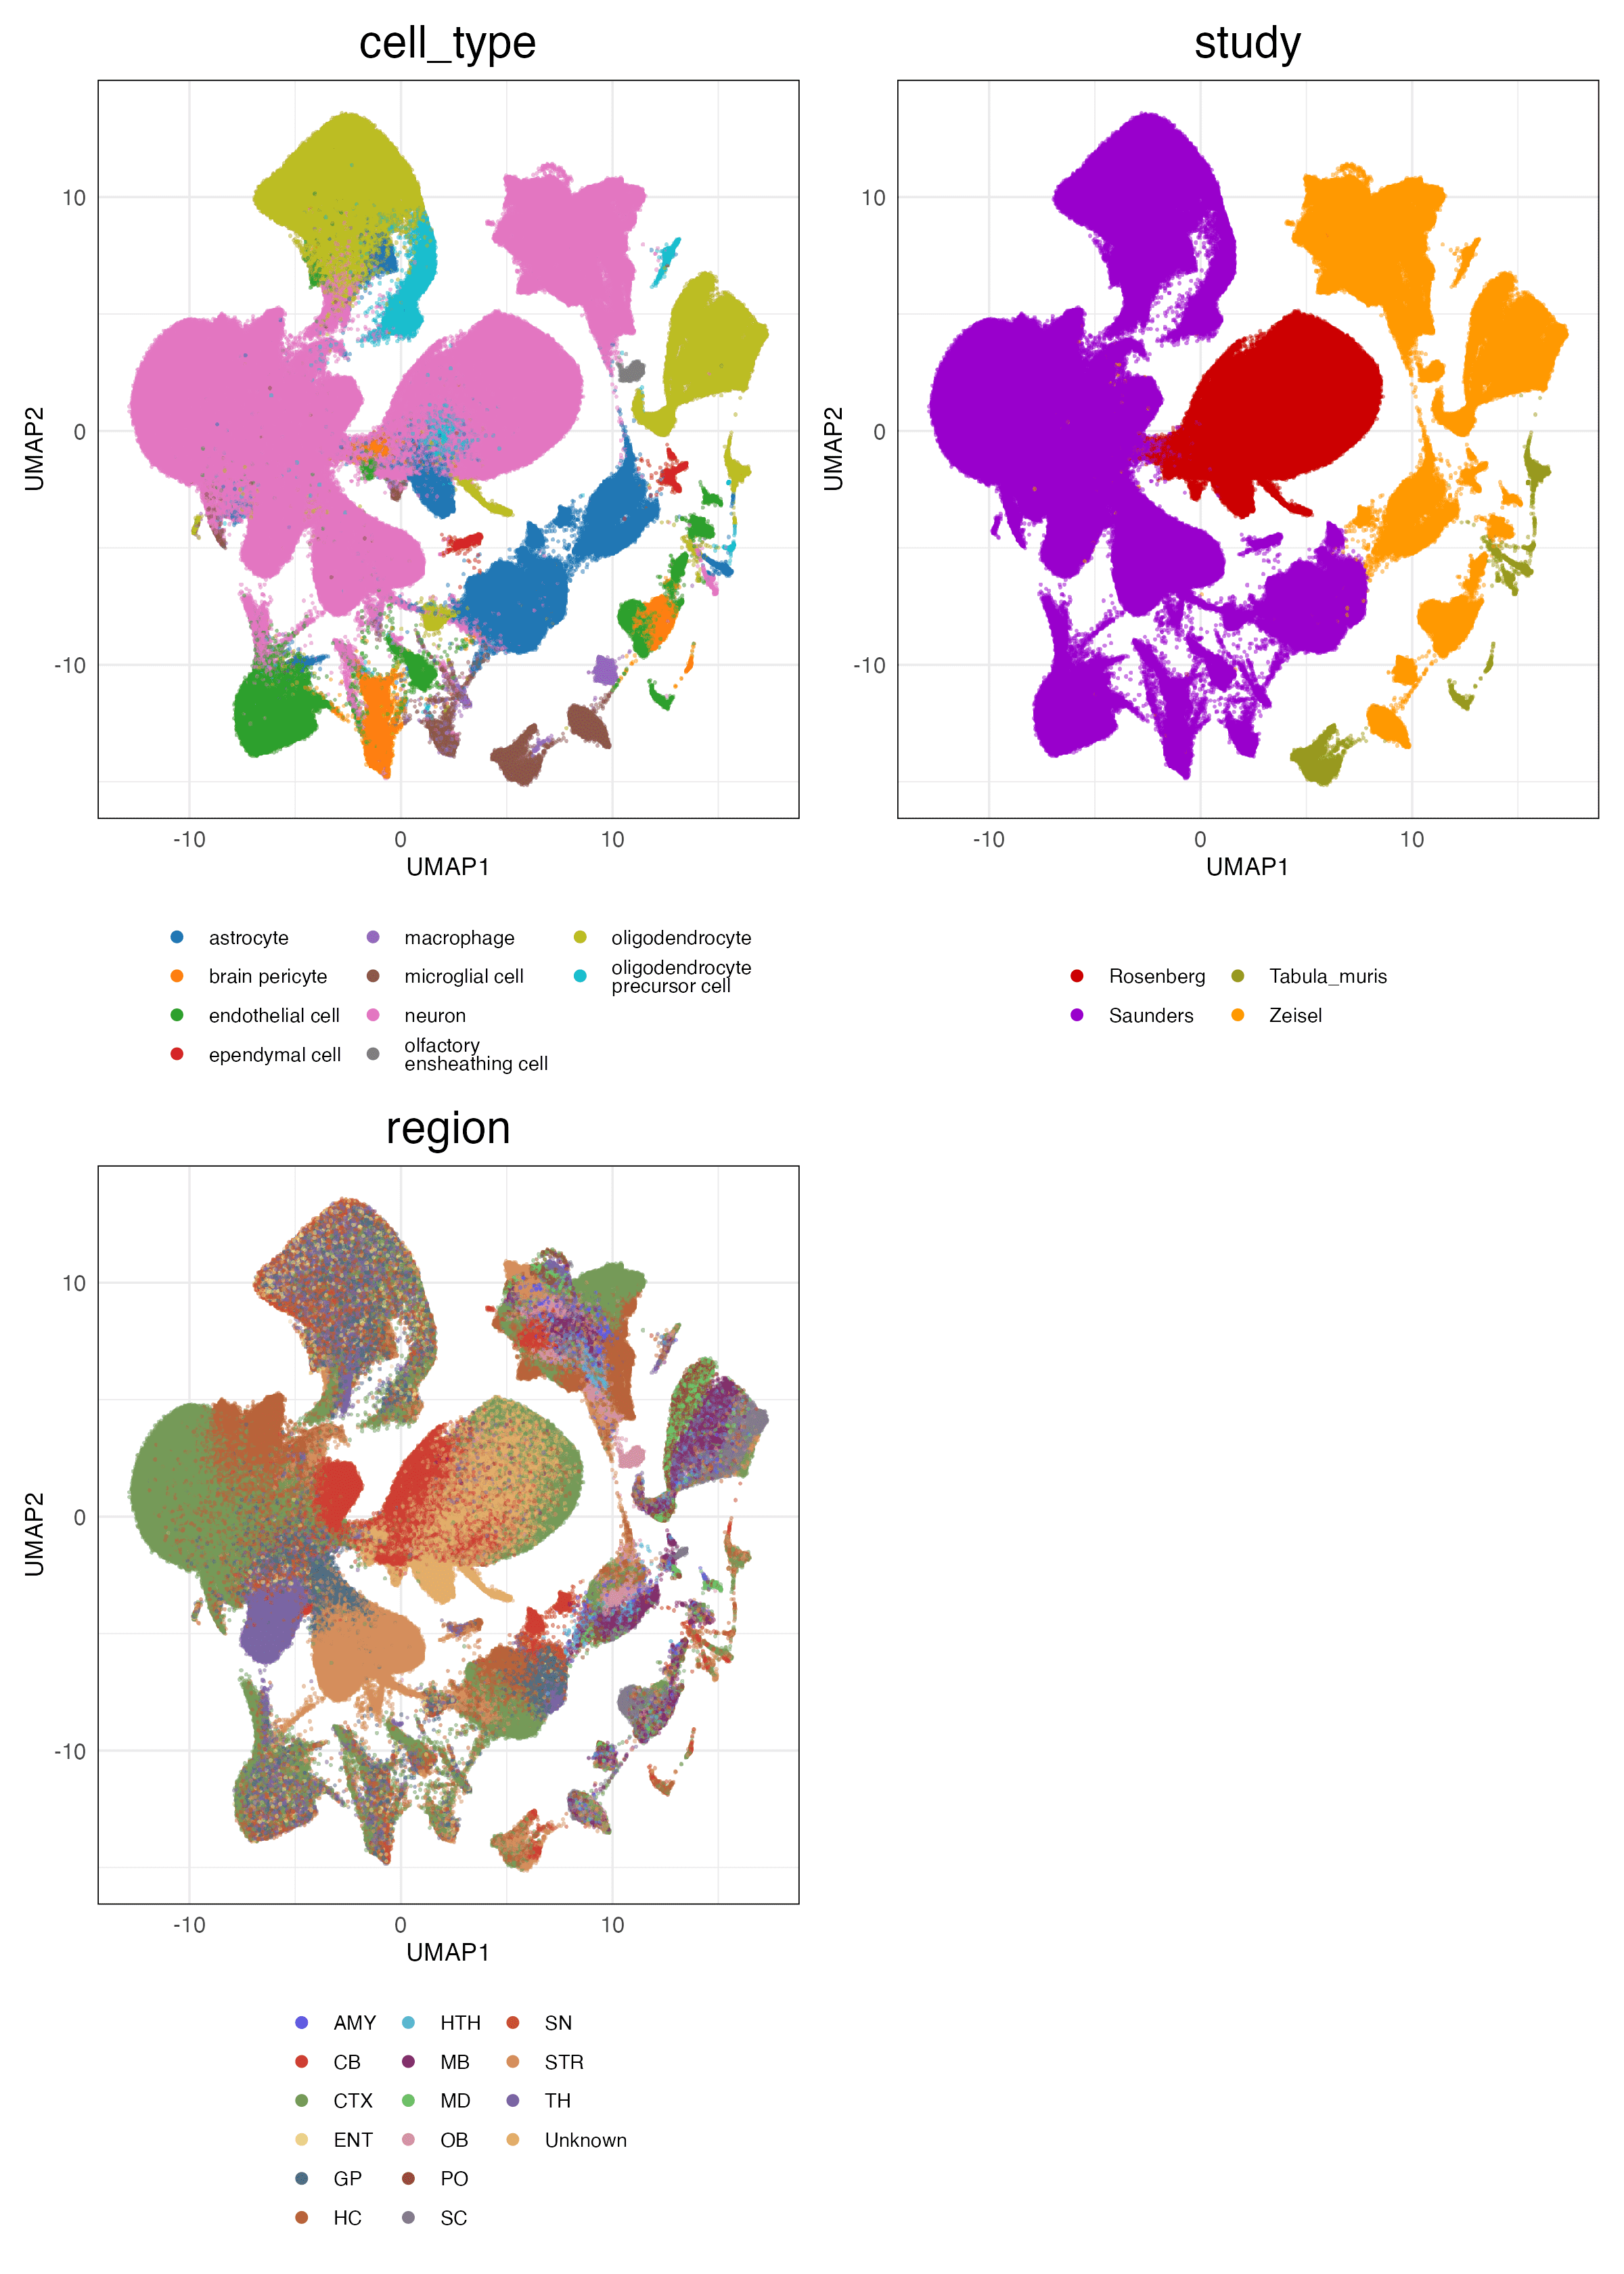 cell_type
study
10
0
-10
UMAP2
-10 0 10
UMAP1
10
0
-10
UMAP2
-10 0 10
UMAP1
astrocyte
brain pericyte
endothelial cell
ependymal cell
macrophage
microglial cell
neuron
olfactory
ensheathing cell
oligodendrocyte
oligodendrocyte
precursor cell
Rosenberg
Saunders
Tabula_muris
Zeisel
region
10
0
-10
UMAP2
-10 0 10
UMAP1
AMY
CB
CTX
ENT
GP
HC
HTH
MB
MD
OB
PO
SC
SN
STR
TH
Unknown